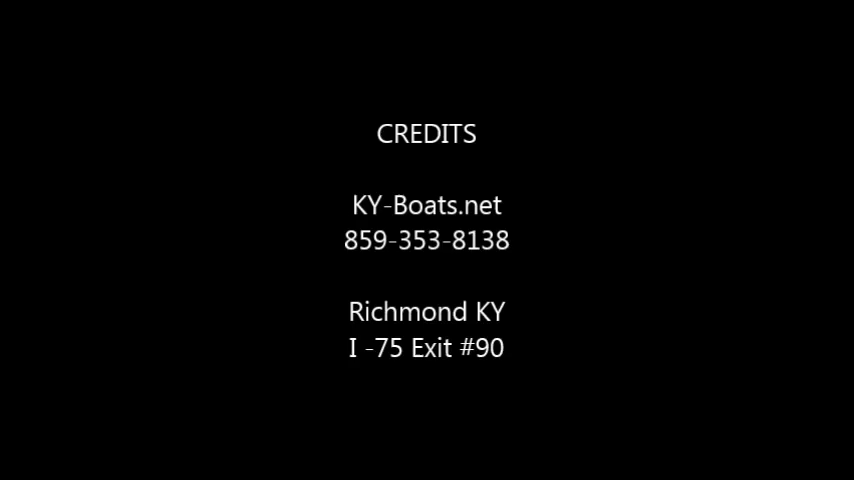 CREDITS
KY-Boats.net
859-353-8138
Richmond KY
I -75 Exit #90